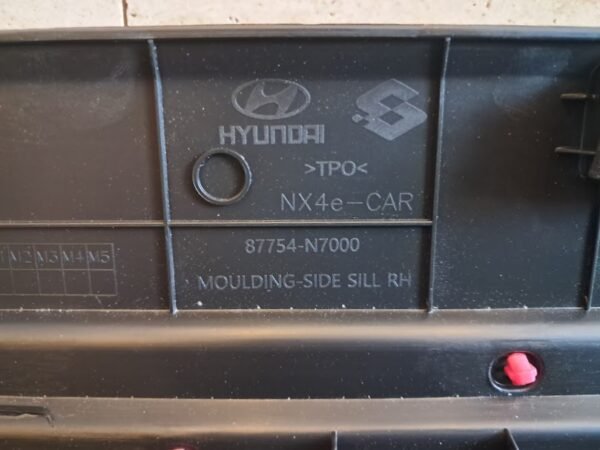 HYUNDAI
>TPO<
NX4e-CAR
87754-N7000
M2 M3 M4 M5
MOULDING-SIDE SILL RH